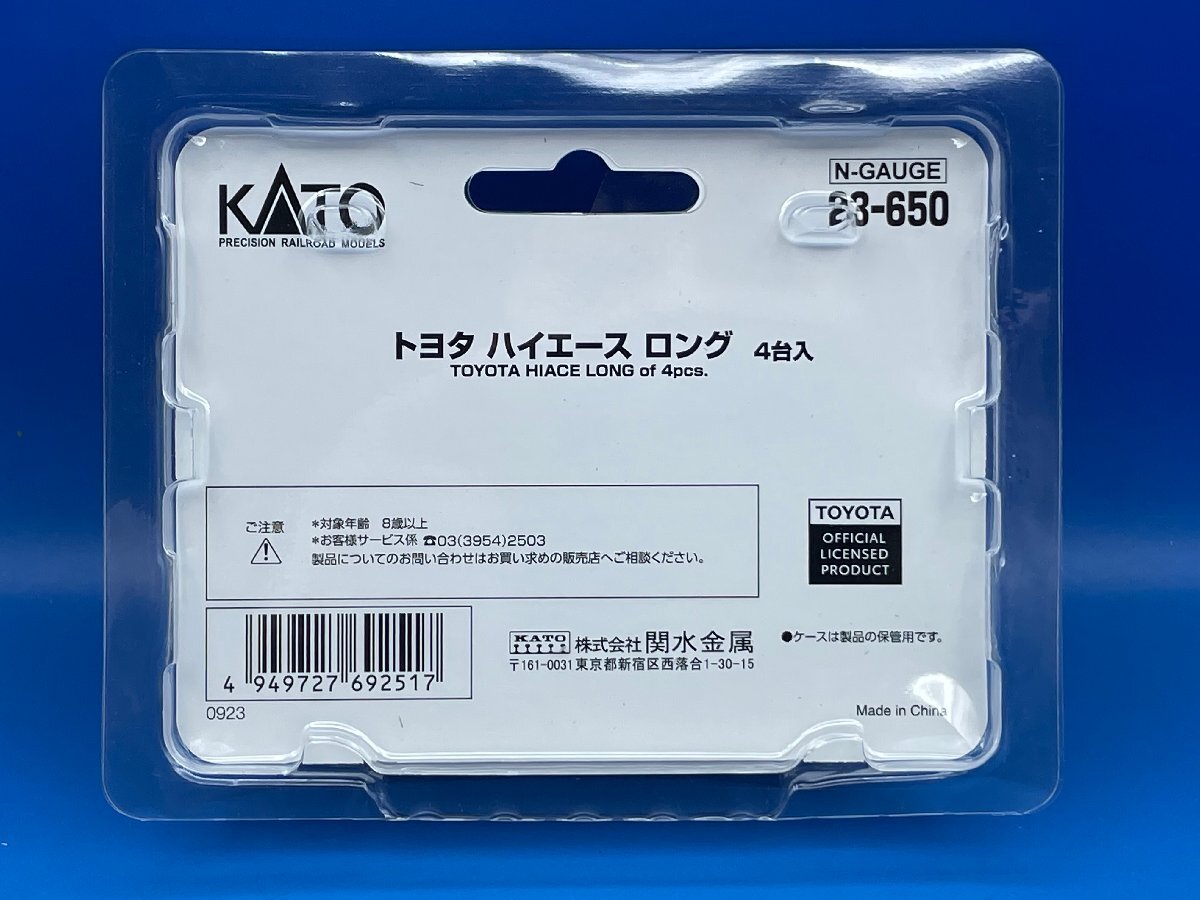 KATO
PRECISION RAILROAD MODELS
N-GAUGE
23-650
トヨタ ハイエース ロング 4台入
TOYOTA HIACE LONG of 4pcs.
ご注意
*対象年齢 8歳以上
*お客様サービス係 ☎03(3954)2503
製品についてのお問い合わせはお買い求めの販売店へご相談ください。
TOYOTA
OFFICIAL
LICENSED
PRODUCT
4 949727 692517
0923
KATO 株式会社 関水金属
〒161-0031 東京都新宿区西落合1-30-15
●ケースは製品の保管用です。
Made in China